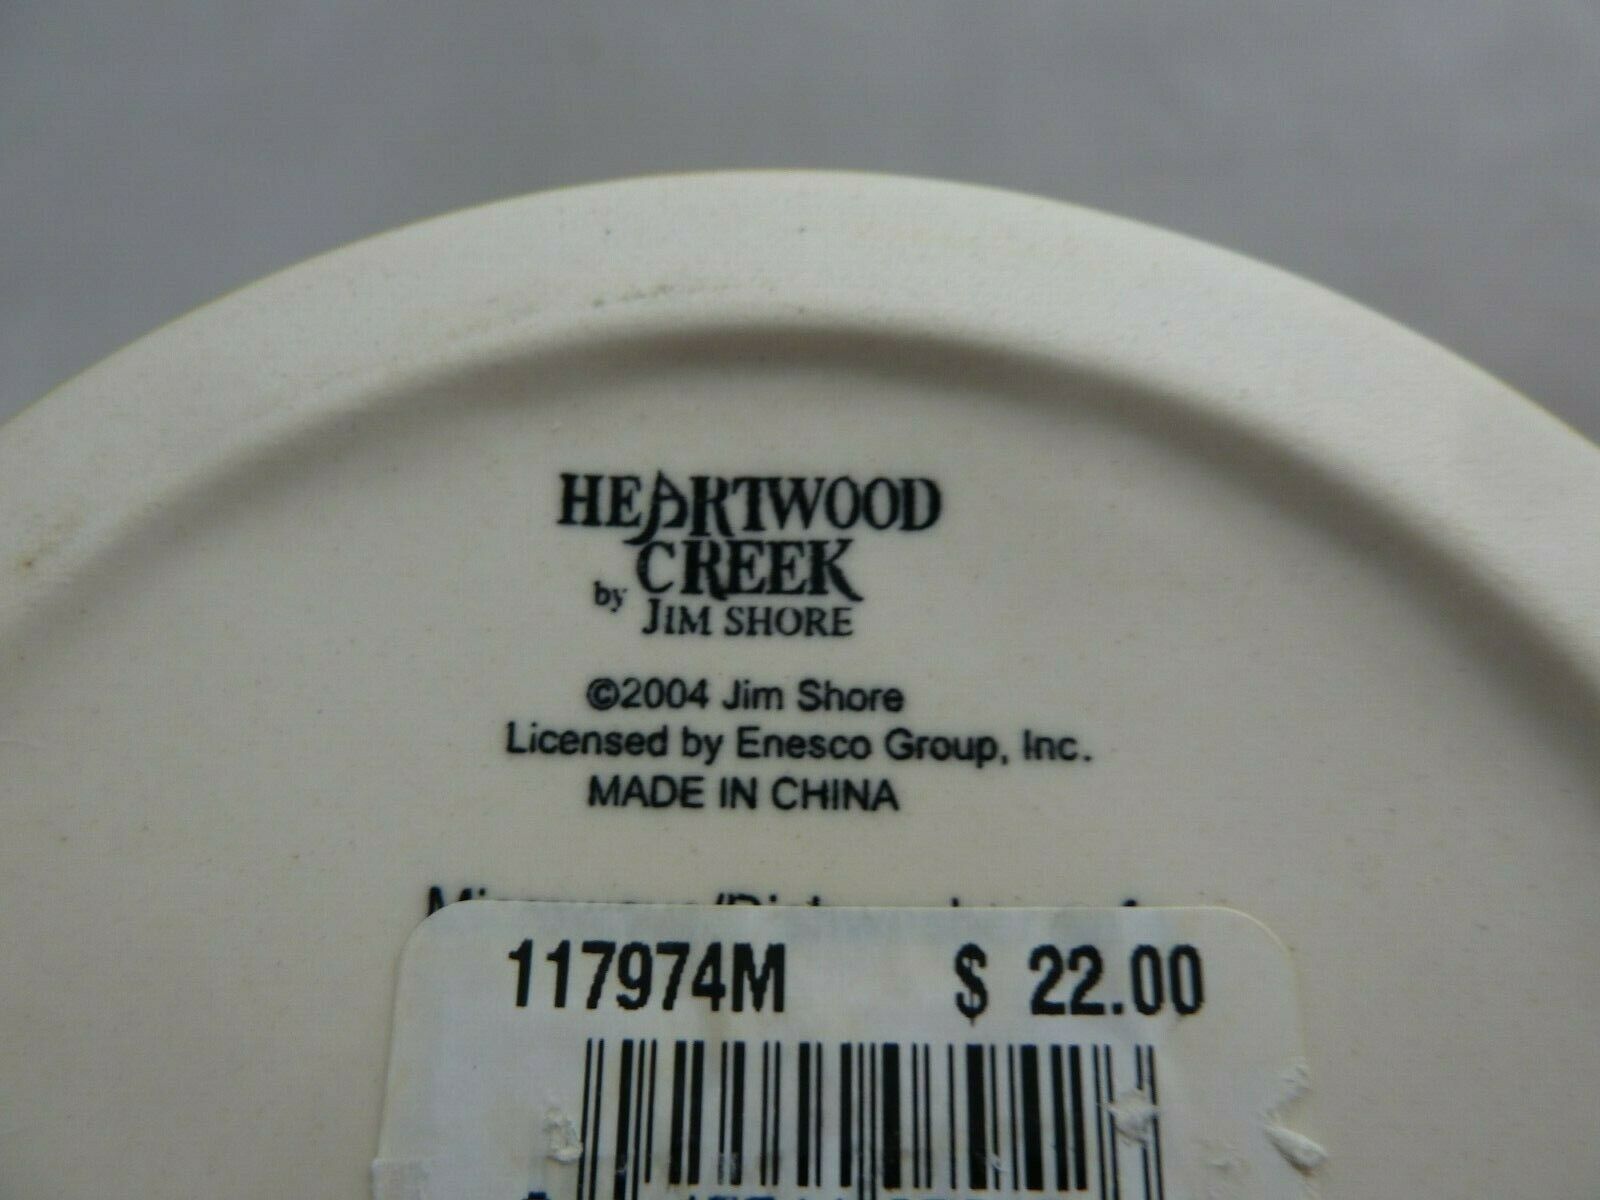 HEARTWOOD
CREEK
by JIM SHORE
©2004 Jim Shore
Licensed by Enesco Group, Inc.
MADE IN CHINA
117974M $ 22.00